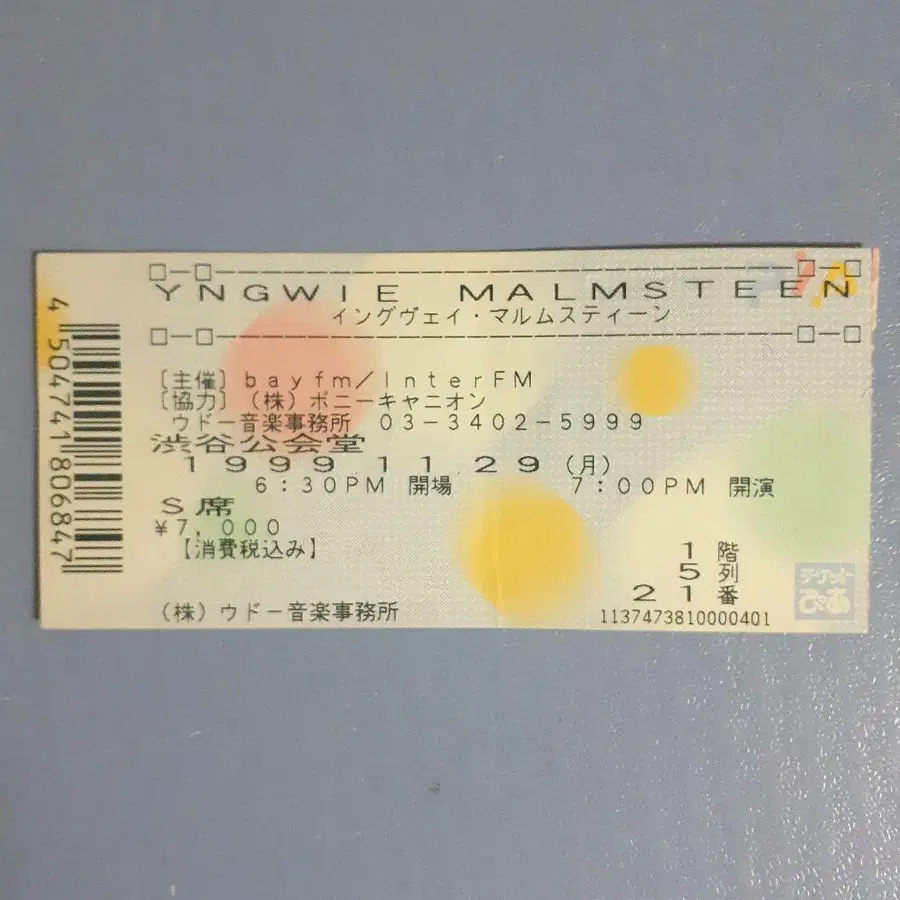 YNGWIE MALMSTEEN
イングヴェイ・マルムスティーン
[主催] bayfm/InterFM
[協力] (株) ポニーキャニオン
ウドー音楽事務所 03-3402-5999
渋谷公会堂
1999 11 29 (月)
6:30PM 開場 7:00PM 開演
S席
¥7,000
【消費税込み】
1 階
5 列
21 番
(株) ウドー音楽事務所
1137473810000401
チケットぴあ
4 504741 806847